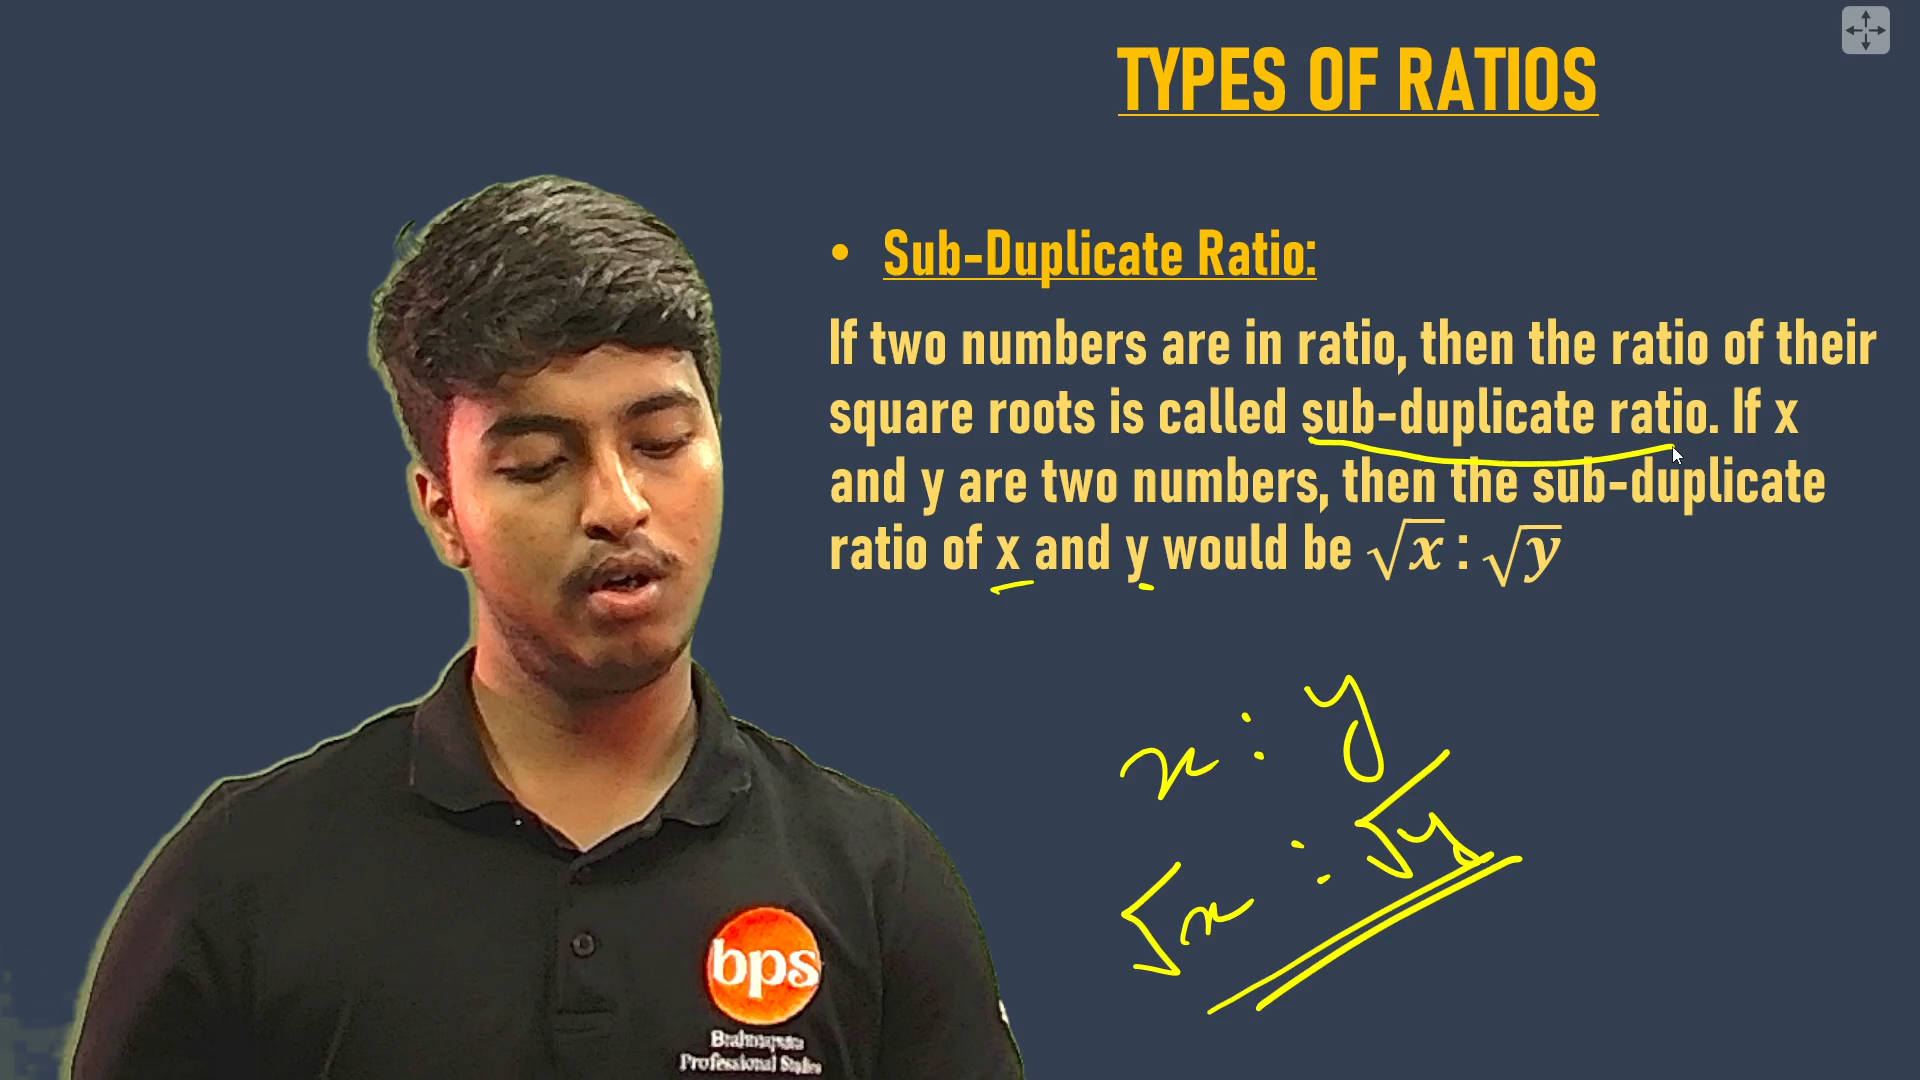 TYPES OF RATIOS
• Sub-Duplicate Ratio:
If two numbers are in ratio, then the ratio of their
square roots is called sub-duplicate ratio. If x
and y are two numbers, then the sub-duplicate
ratio of x and y would be √x : √y
x : y
√x : √y
bps
Brahmaputra
Professional Studies